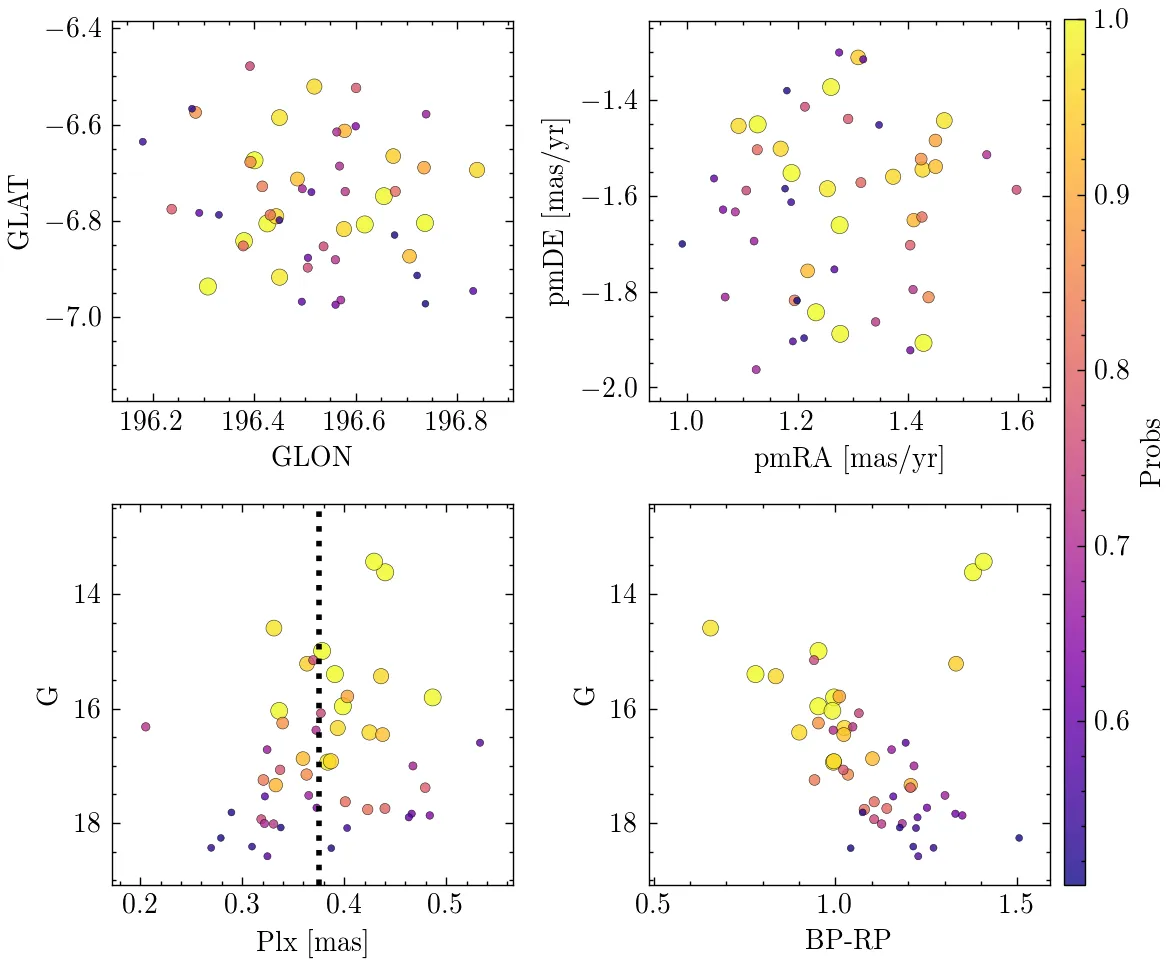 −6.4
−6.6
−6.8
−7.0
GLAT
196.2 196.4 196.6 196.8
GLON
−1.4
−1.6
−1.8
−2.0
pmDE [mas/yr]
1.0 1.2 1.4 1.6
pmRA [mas/yr]
14
16
18
G
0.2 0.3 0.4 0.5
Plx [mas]
14
16
18
G
0.5 1.0 1.5
BP-RP
1.0
0.9
0.8
0.7
0.6
Probs